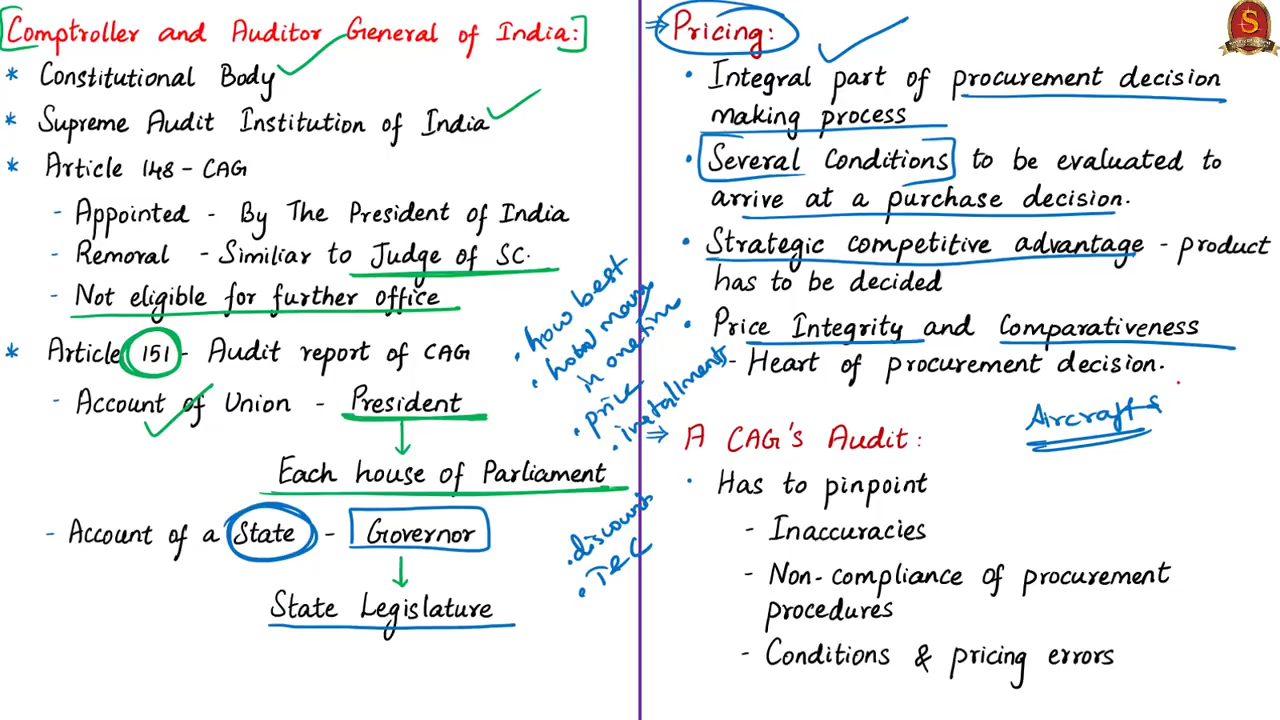 [Comptroller and Auditor General of India:]
* Constitutional Body
* Supreme Audit Institution of India
* Article 148 - CAG
- Appointed - By The President of India
- Removal - Similiar to Judge of SC.
- Not eligible for further office
* Article 151 - Audit report of CAG
- Account of Union - President
Each house of Parliament
- Account of a State - Governor
State Legislature
• how best
• hotal money
in one time
• price
• installments
• discounts
• T&C
⇒ Pricing:
• Integral part of procurement decision
making process
• Several Conditions to be evaluated to
arrive at a purchase decision.
• Strategic competitive advantage - product
has to be decided
• Price Integrity and Comparativeness
- Heart of procurement decision.
Aircrafts
⇒ A CAG's Audit:
• Has to pinpoint
- Inaccuracies
- Non-compliance of procurement
procedures
- Conditions & pricing errors
S